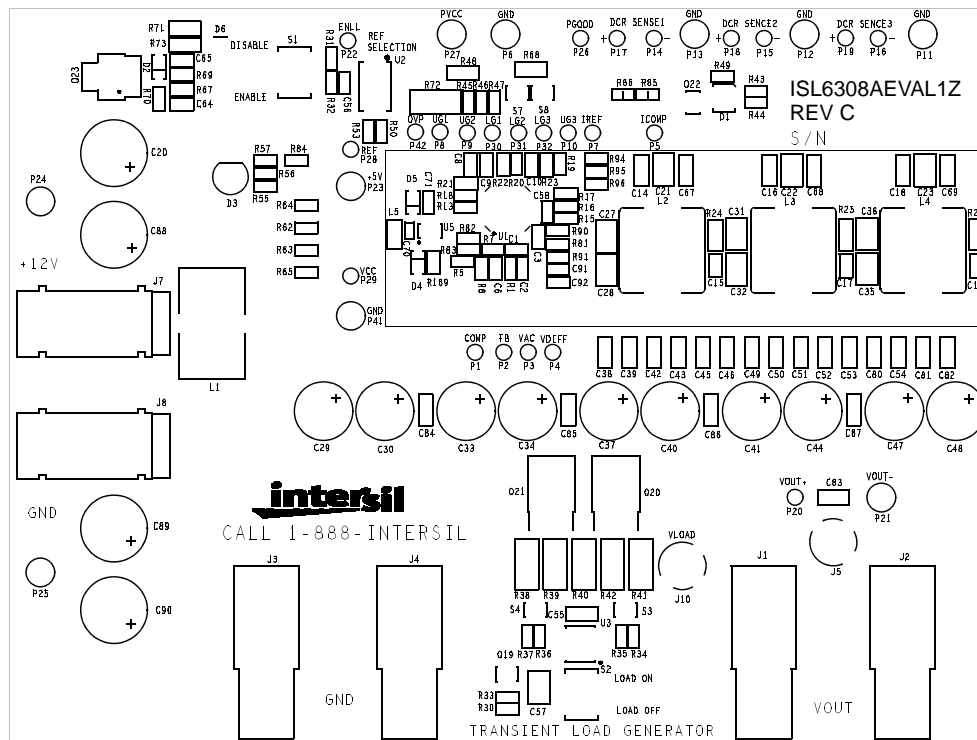 R71
R73
D6
DISABLE
S1
ENLL
P22
REF
SELECTION
U2
PVCC
P27
GND
P6
PGOOD
P26
DCR SENSE1
P17
P14
GND
P13
DCR SENCE2
P18
P15
GND
P12
DCR SENCE3
P19
P16
GND
P11
Q23
D2
C65
R69
R67
C64
R70
ENABLE
R31
R32
C56
R48
R68
R72
R45
R46
R47
S7
S8
R66
R85
Q22
R49
D1
R43
R44
ISL6308AEVAL1Z
REV C
S/N
R53
R50
OVP
P42
UGL
P8
UG2
P9
LG1
P30
LG2
P31
LG3
P32
UG3
P10
IREF
P7
ICOMP
P5
C2D
R57
R56
R55
R84
D3
REF
P28
+5V
P23
C8
C9
R22
R20
C10
R23
R19
R94
R95
R96
C14
C21
L2
C67
C16
C22
L3
C68
C18
C23
L4
C69
P24
+12V
C88
R64
R62
R63
R65
L5
D5
C71
R21
R18
R13
C70
U5
R83
R82
U1
R7
C1
R5
R8
C6
R1
C2
C3
C58
R17
R16
R15
R90
R81
R91
C91
C92
D4
R189
C27
C28
R24
C15
C31
C32
R25
C17
C36
C35
VCC
P29
GND
P41
J7
L1
J8
COMP
P1
FB
P2
VAC
P3
VDIFF
P4
C38
C39
C42
C43
C45
C46
C49
C50
C51
C52
C53
C80
C54
C81
C82
C29
C30
C84
C33
C34
C85
C37
C40
C86
C41
C44
C87
C47
C48
GND
C89
P25
C90
intersil
CALL 1-888-INTERSIL
Q21
Q2D
VOUT+
P20
C83
VOUT-
P21
J3
J4
R38
R39
R40
R42
R41
VLOAD
J10
J1
J5
J2
S4
C55
S3
U3
R37
R36
R35
R34
Q19
S2
R33
R30
C57
LOAD ON
LOAD OFF
GND
VOUT
TRANSIENT LOAD GENERATOR